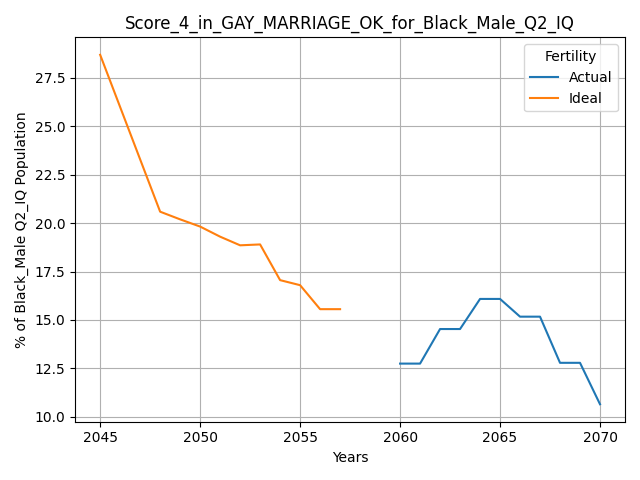 Score_4_in_GAY_MARRIAGE_OK_for_Black_Male_Q2_IQ
Fertility
Actual
Ideal
% of Black_Male Q2_IQ Population
27.5
25.0
22.5
20.0
17.5
15.0
12.5
10.0
2045 2050 2055 2060 2065 2070
Years